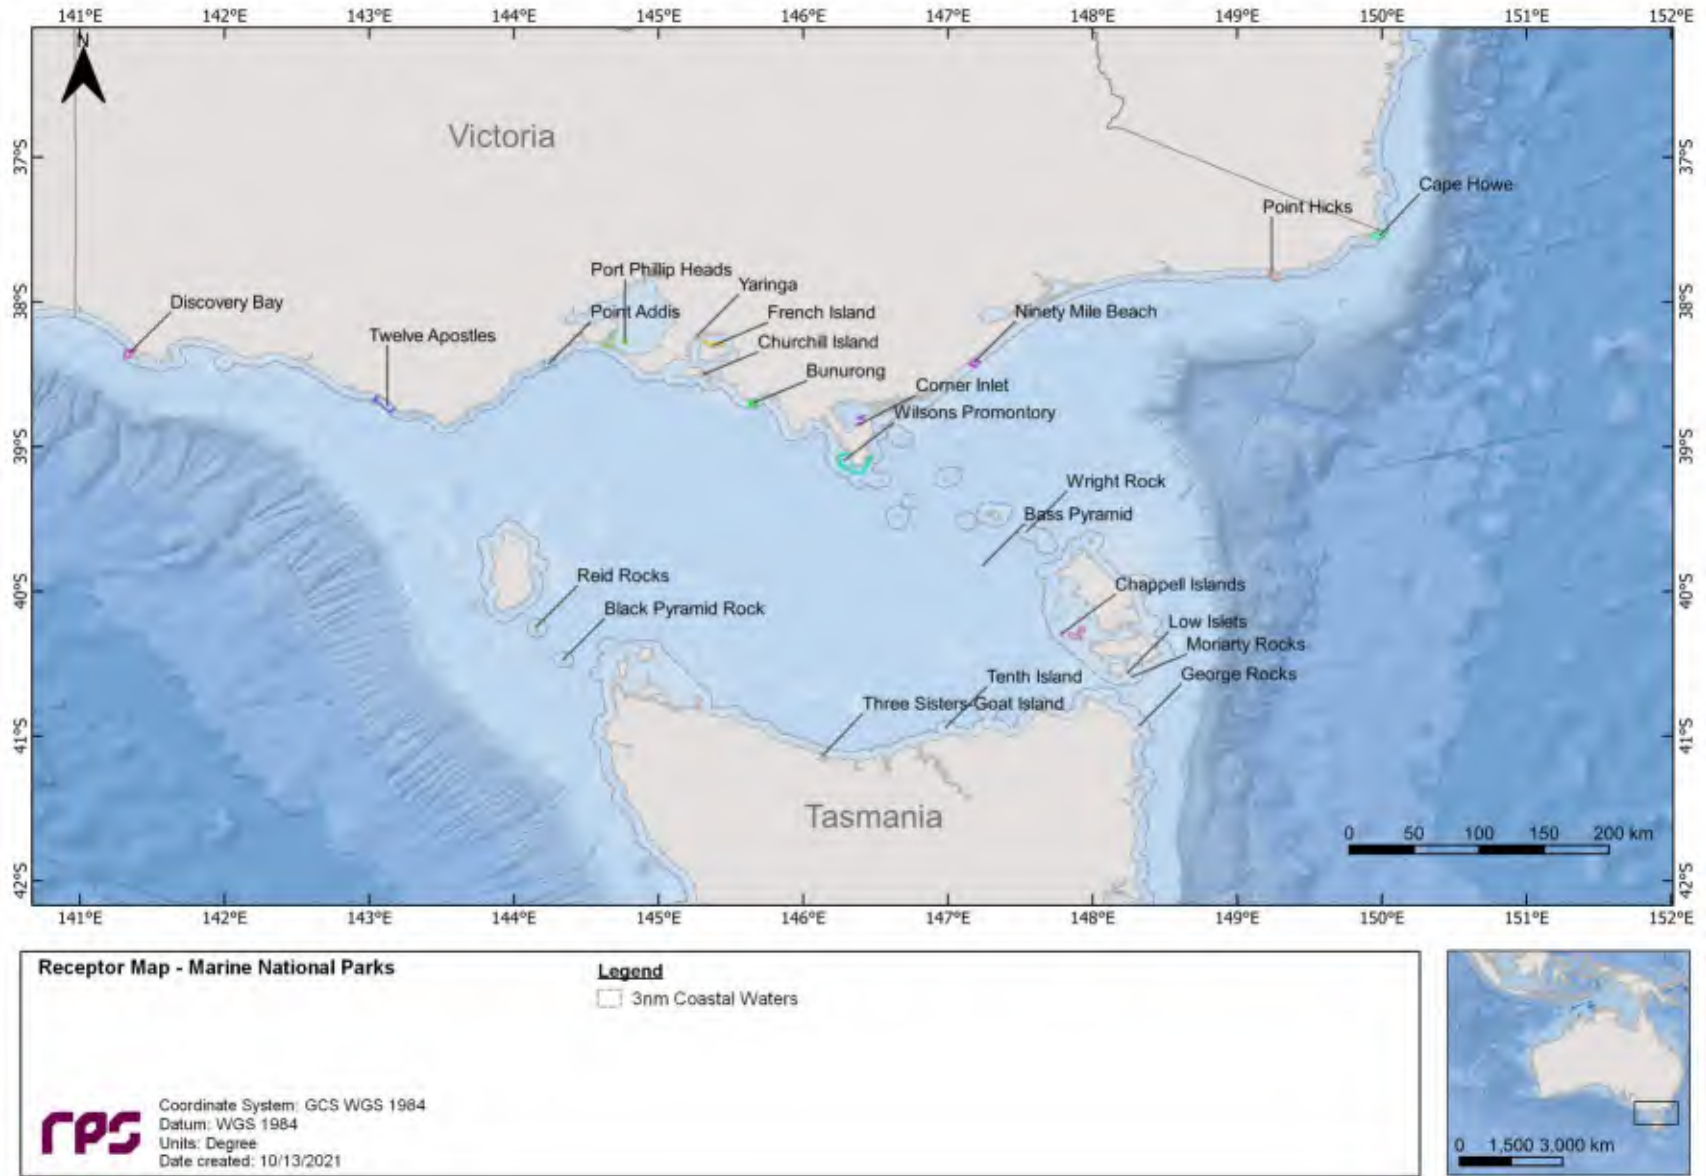 141°E 142°E 143°E 144°E 145°E 146°E 147°E 148°E 149°E 150°E 151°E 152°E
N
Victoria
37°S
37°S
Cape Howe
Point Hicks
Port Phillip Heads
Yaringa
38°S
Discovery Bay
Point Addis
French Island
Ninety Mile Beach
38°S
Twelve Apostles
Churchill Island
Bunurong
Corner Inlet
Wilsons Promontory
39°S
39°S
Wright Rock
Bass Pyramid
40°S
Reid Rocks
Chappell Islands
40°S
Black Pyramid Rock
Low Islets
Moriarty Rocks
Tenth Island
George Rocks
Three Sisters-Goat Island
41°S
41°S
Tasmania
0 50 100 150 200 km
42°S
42°S
141°E 142°E 143°E 144°E 145°E 146°E 147°E 148°E 149°E 150°E 151°E 152°E
Receptor Map - Marine National Parks
Legend
3nm Coastal Waters
rps
Coordinate System: GCS WGS 1984
Datum: WGS 1984
Units: Degree
Date created: 10/13/2021
0 1,500 3,000 km